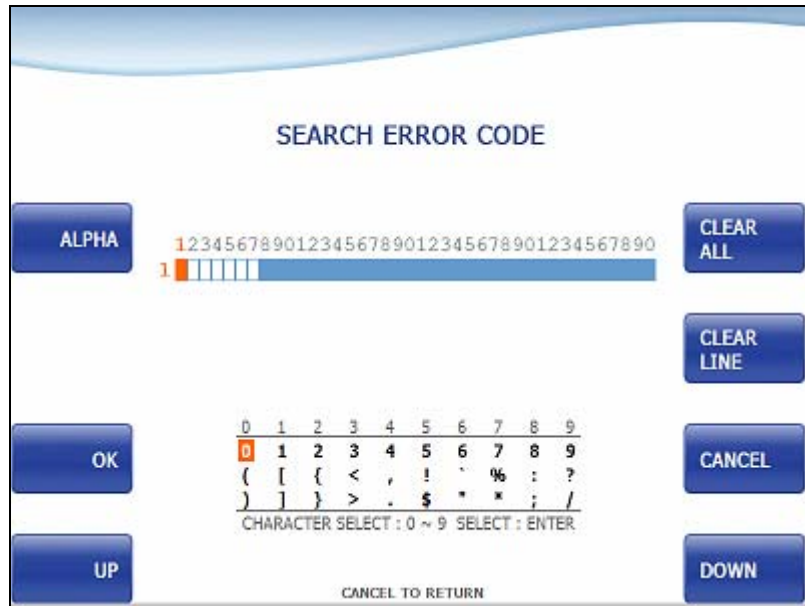 SEARCH ERROR CODE
ALPHA
1234567890123456789012345678901234567890
CLEAR
ALL
1
CLEAR
LINE
0 1 2 3 4 5 6 7 8 9
0 1 2 3 4 5 6 7 8 9
( [ { < , ! ` % : ?
) ] } > . $ " * ; /
CHARACTER SELECT : 0 ~ 9 SELECT : ENTER
OK
CANCEL
UP
DOWN
CANCEL TO RETURN